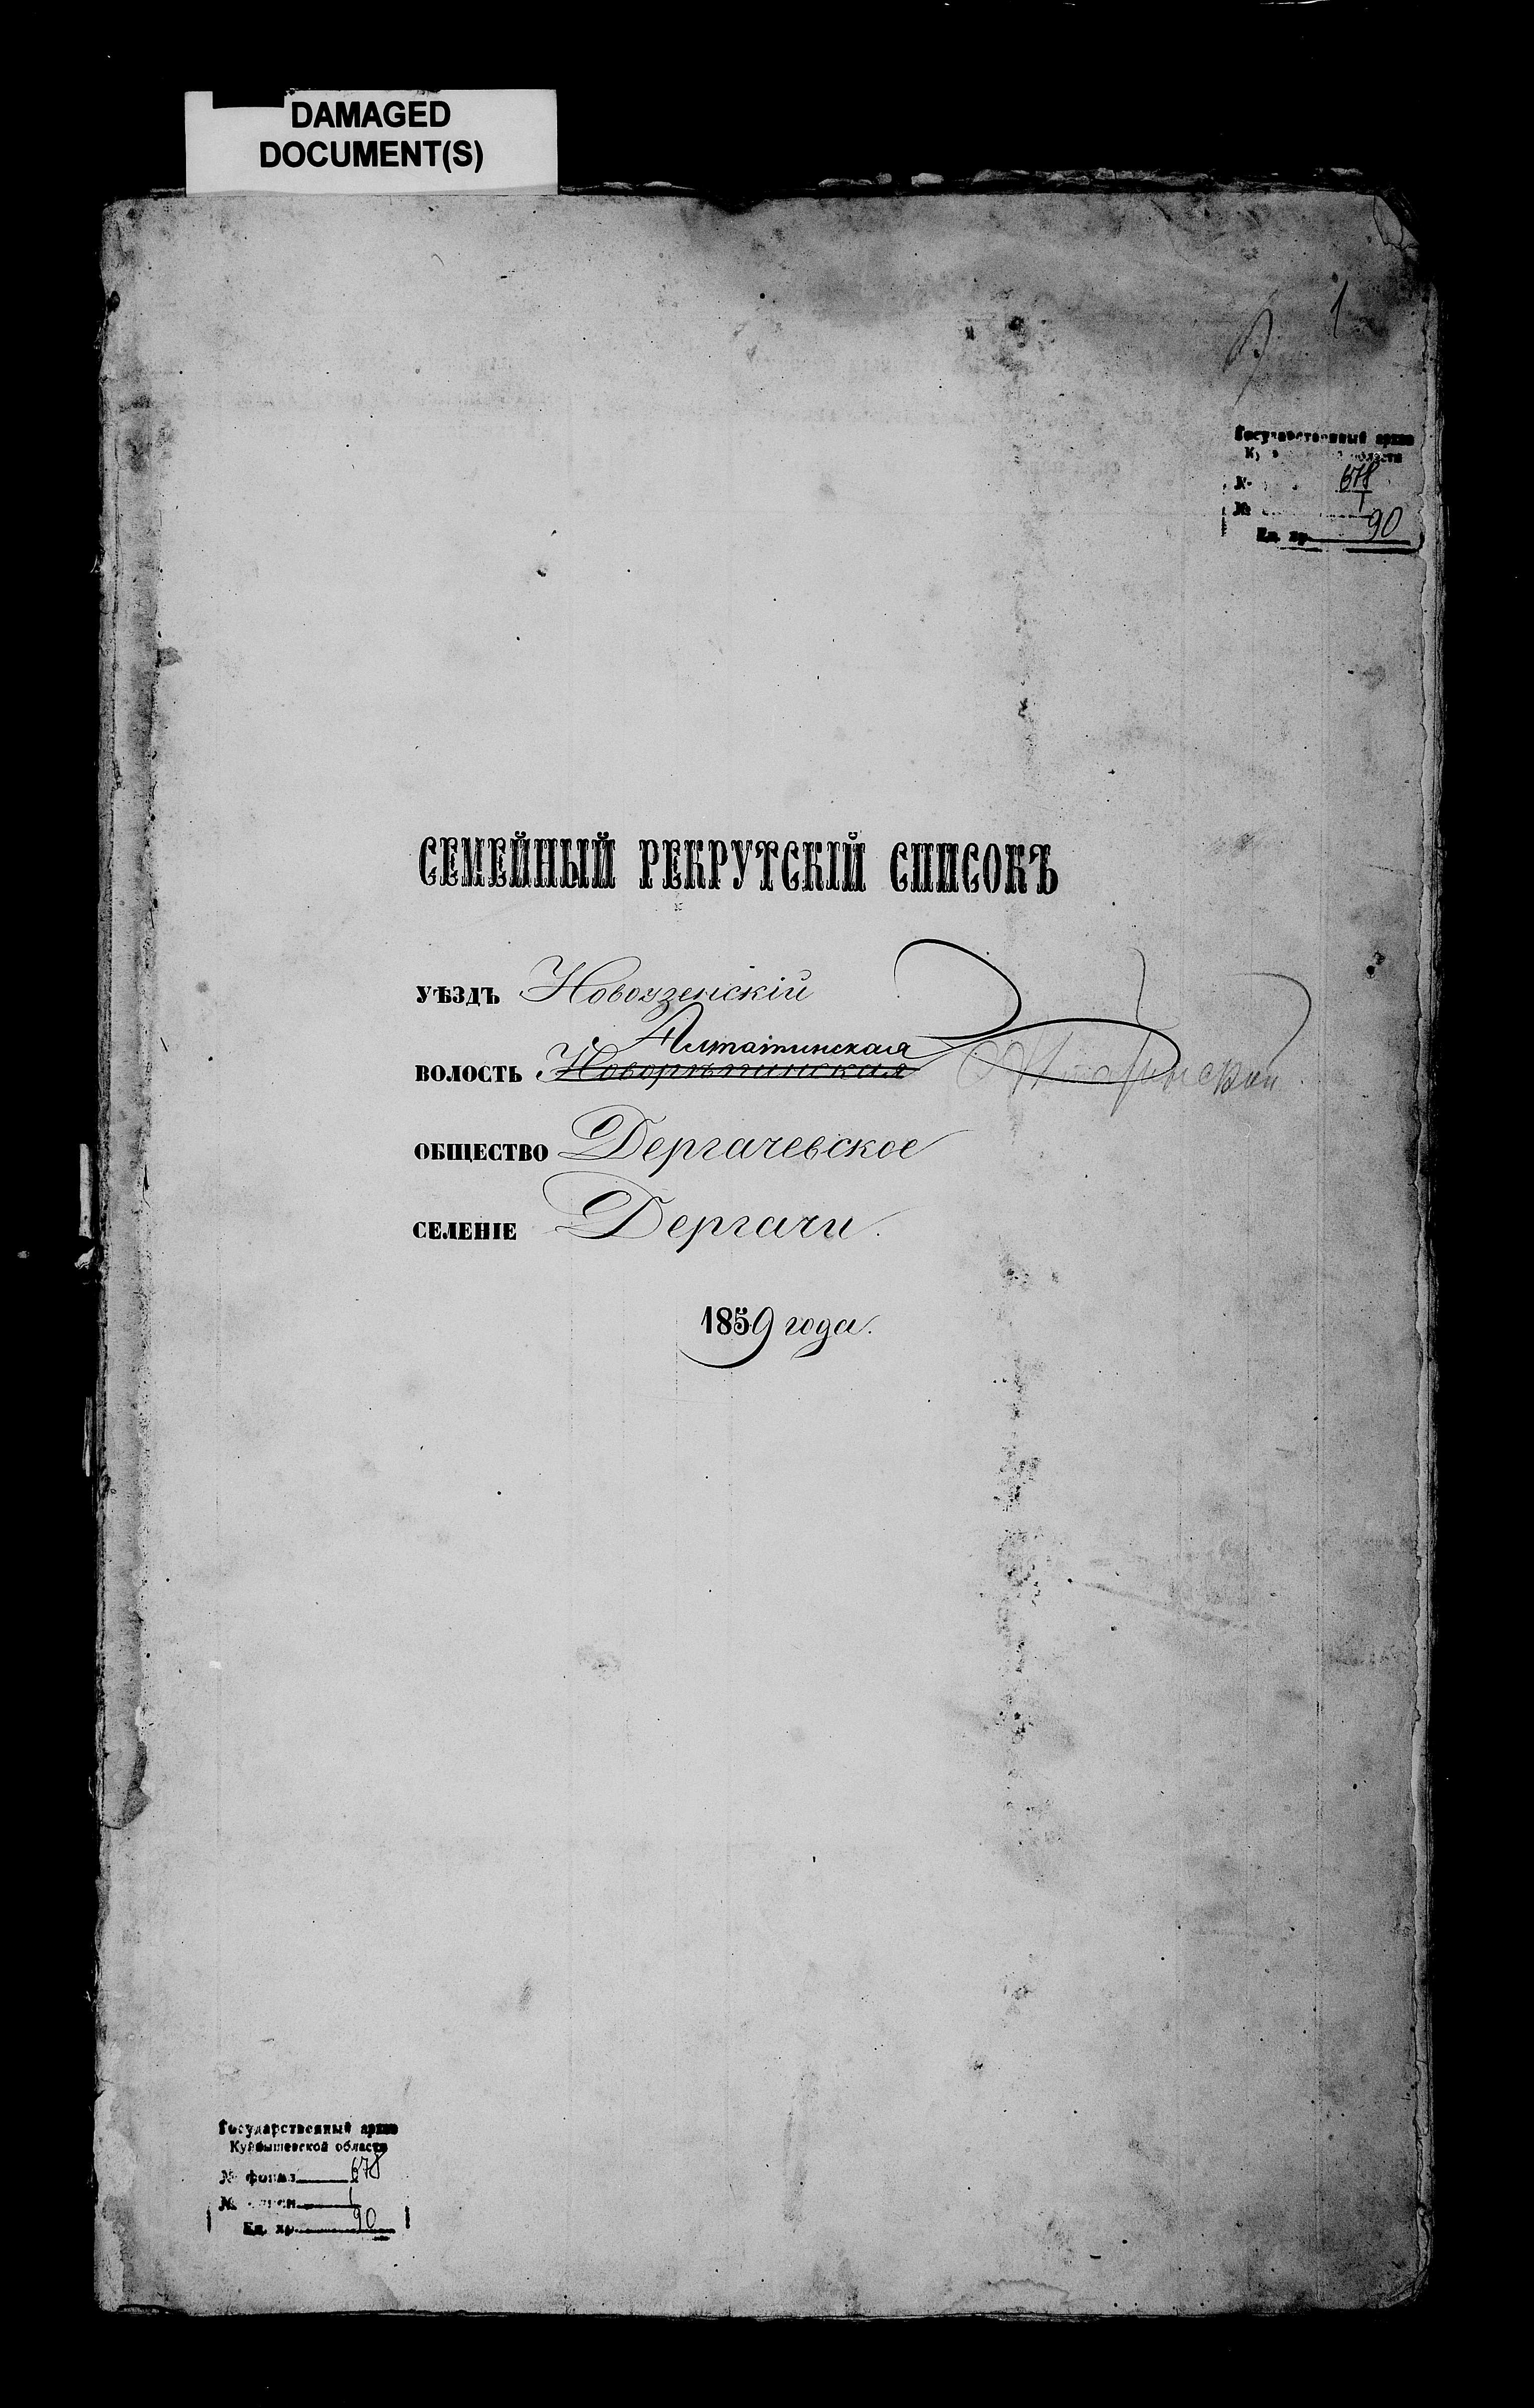 DAMAGED
DOCUMENT(S)
1
Государственный архив
области
№ 678
№ 1
Ед. хр. 90
СЕМЕЙНЫЙ РЕКРУТСКІЙ СПИСОКЪ
УѢЗДЪ Новоузенскій
Алтатинская
ВОЛОСТЬ Новорѣпинская
ОБЩЕСТВО Дергачевское
СЕЛЕНІЕ Дергачи.
1859 года.
Государственный архив
Куйбышевской области
№ фонда 678
№ описи 1
Ед. хр. 90